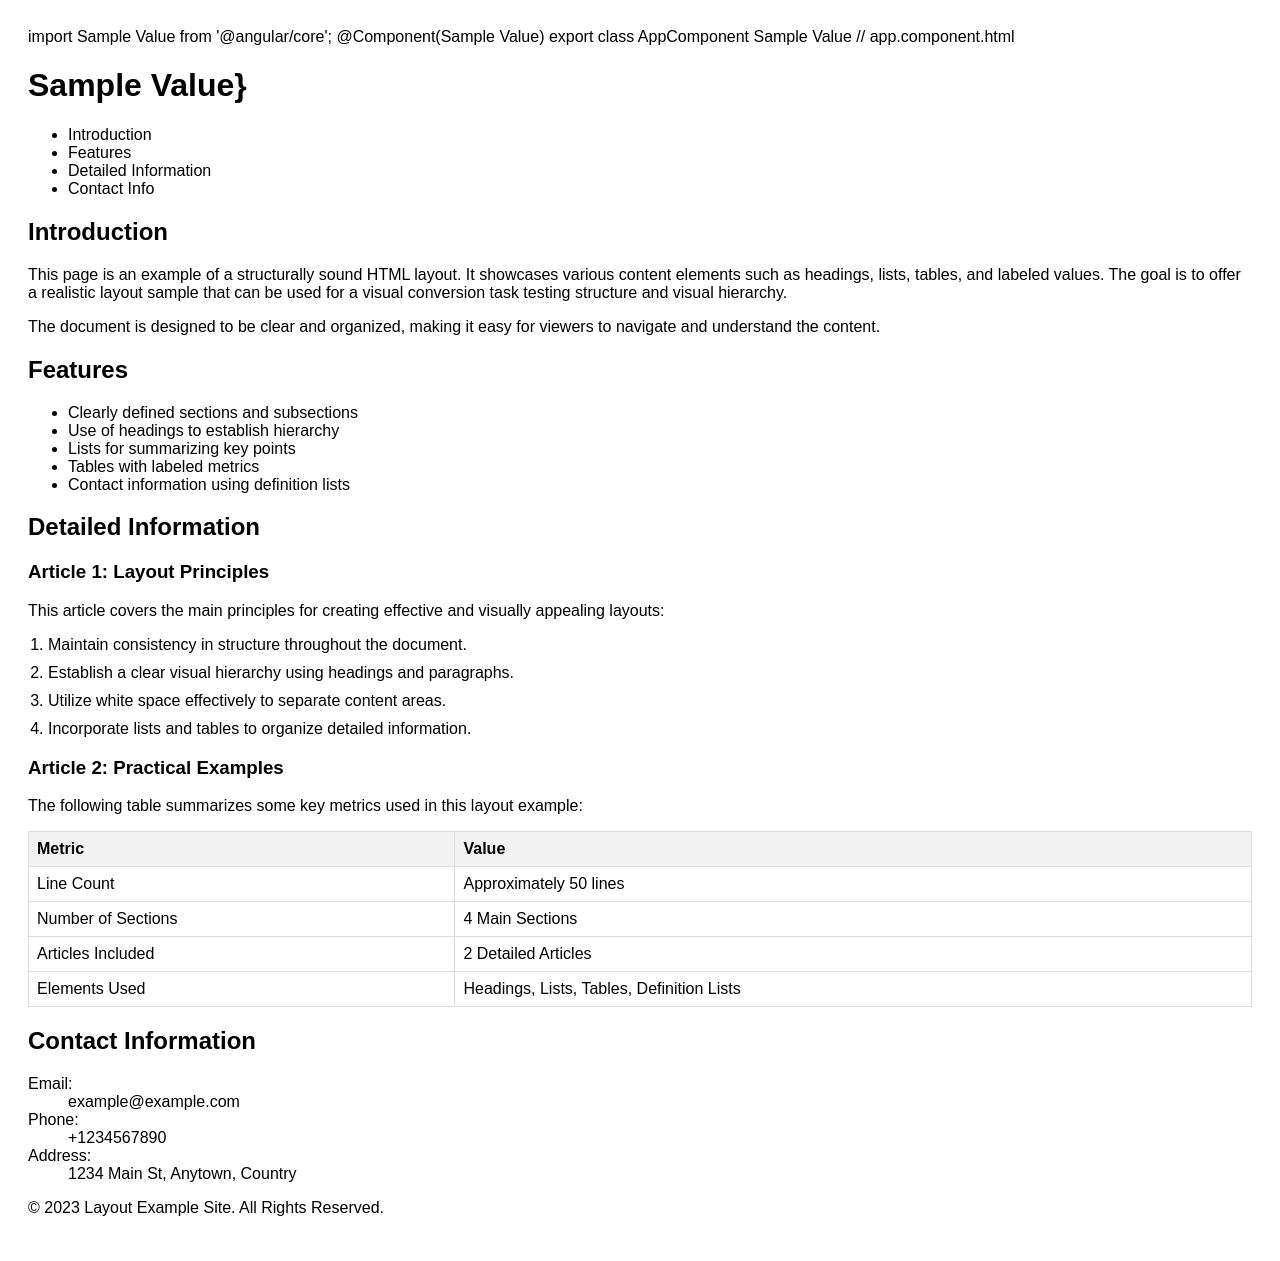 import Sample Value from '@angular/core'; @Component(Sample Value) export class AppComponent Sample Value // app.component.html
Sample Value}
• Introduction
• Features
• Detailed Information
• Contact Info
Introduction
This page is an example of a structurally sound HTML layout. It showcases various content elements such as headings, lists, tables, and labeled values. The goal is to offer
a realistic layout sample that can be used for a visual conversion task testing structure and visual hierarchy.
The document is designed to be clear and organized, making it easy for viewers to navigate and understand the content.
Features
• Clearly defined sections and subsections
• Use of headings to establish hierarchy
• Lists for summarizing key points
• Tables with labeled metrics
• Contact information using definition lists
Detailed Information
Article 1: Layout Principles
This article covers the main principles for creating effective and visually appealing layouts:
1. Maintain consistency in structure throughout the document.
2. Establish a clear visual hierarchy using headings and paragraphs.
3. Utilize white space effectively to separate content areas.
4. Incorporate lists and tables to organize detailed information.
Article 2: Practical Examples
The following table summarizes some key metrics used in this layout example:
Metric Value
Line Count Approximately 50 lines
Number of Sections 4 Main Sections
Articles Included 2 Detailed Articles
Elements Used Headings, Lists, Tables, Definition Lists
Contact Information
Email:
example@example.com
Phone:
+1234567890
Address:
1234 Main St, Anytown, Country
© 2023 Layout Example Site. All Rights Reserved.